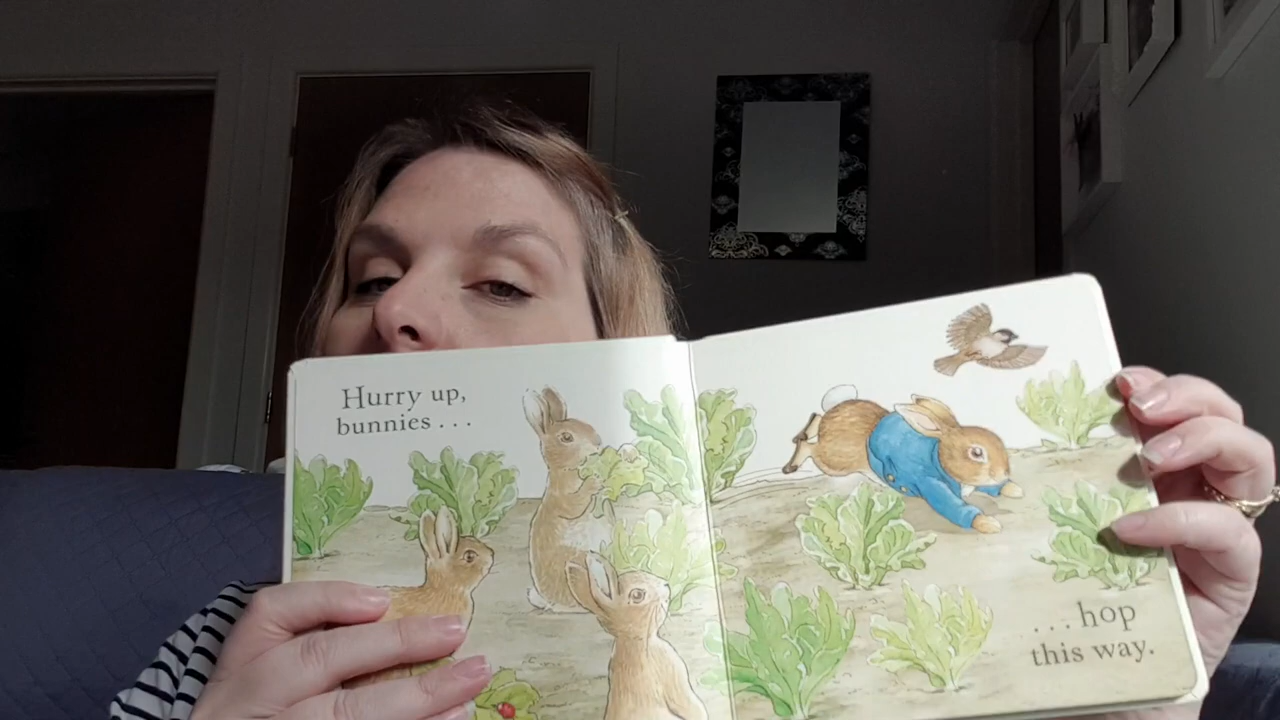 Hurry up,
bunnies . . .
. . . hop
this way.